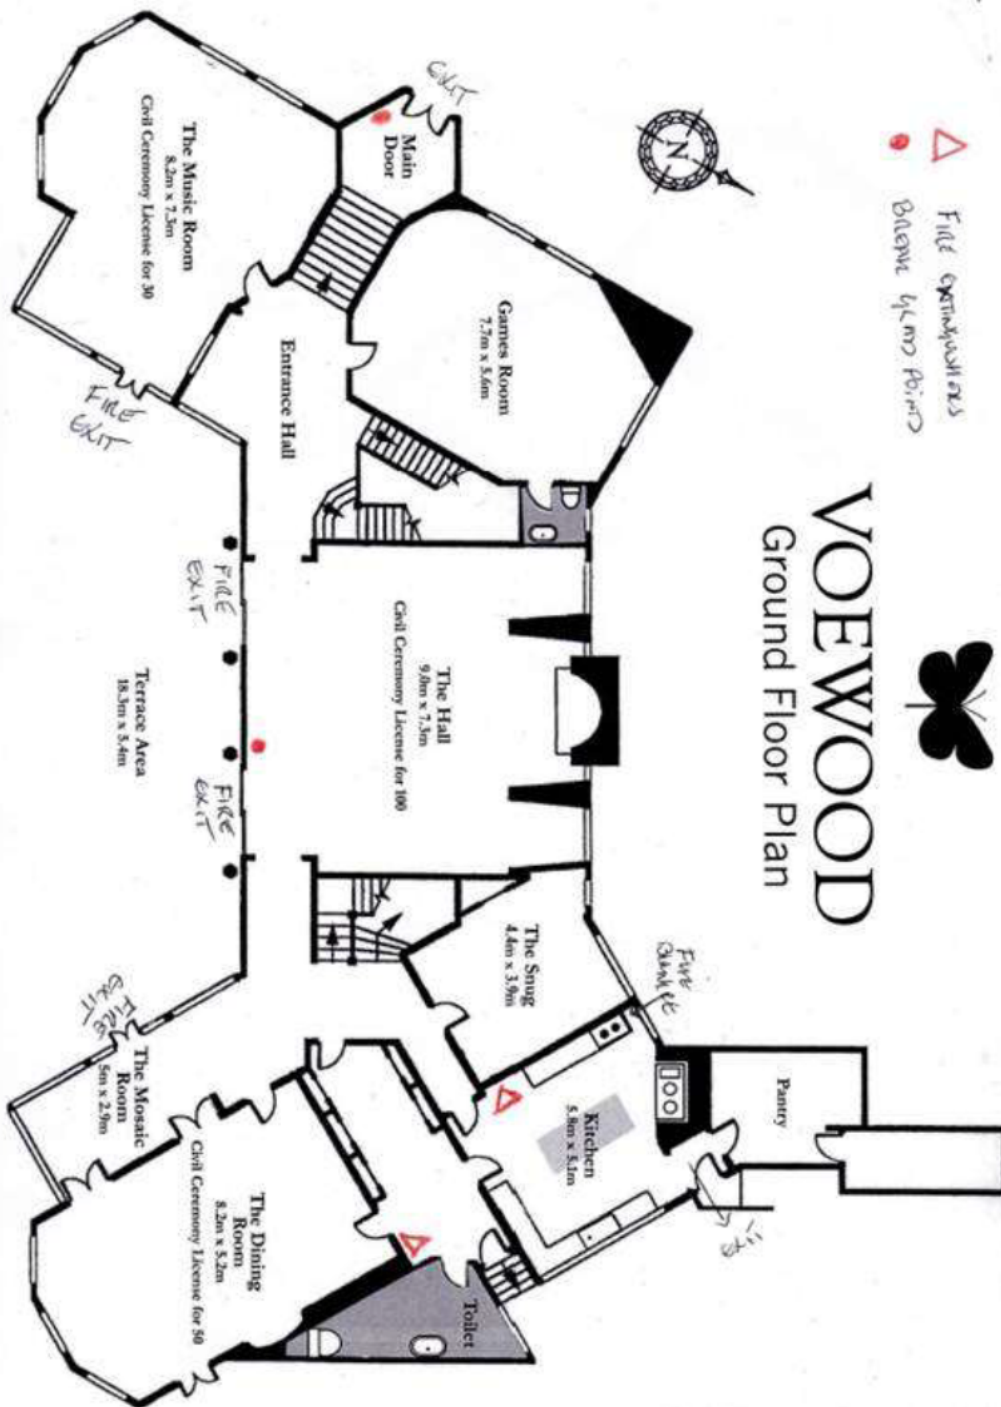 VOEWOOD
Ground Floor Plan
FIRE EXTINGUISHERS
BREAK GLASS POINTS
N
EXIT
Main
Door
The Music Room
8.2m x 7.3m
Civil Ceremony License for 30
FIRE
EXIT
Entrance Hall
Games Room
7.7m x 5.6m
The Hall
9.0m x 7.3m
Civil Ceremony License for 100
FIRE
EXIT
FIRE
EXIT
Terrace Area
18.3m x 5.4m
The Snug
4.4m x 3.9m
FIRE
BLANKET
Pantry
Kitchen
5.8m x 5.1m
EXIT
FIRE
EXIT
The Mosaic
Room
5m x 2.9m
The Dining
Room
8.2m x 5.2m
Civil Ceremony License for 50
Toilet